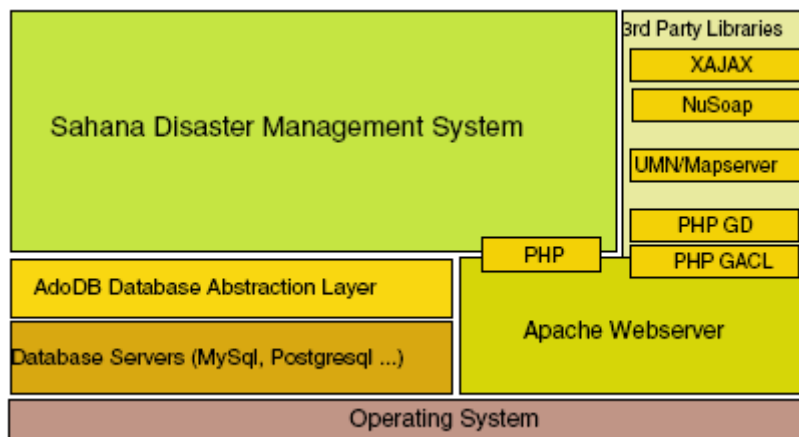 3rd Party Libraries
XAJAX
NuSoap
Sahana Disaster Management System
UMN/Mapserver
PHP GD
PHP
PHP GACL
AdoDB Database Abstraction Layer
Apache Webserver
Database Servers (MySql, Postgresql ...)
Operating System